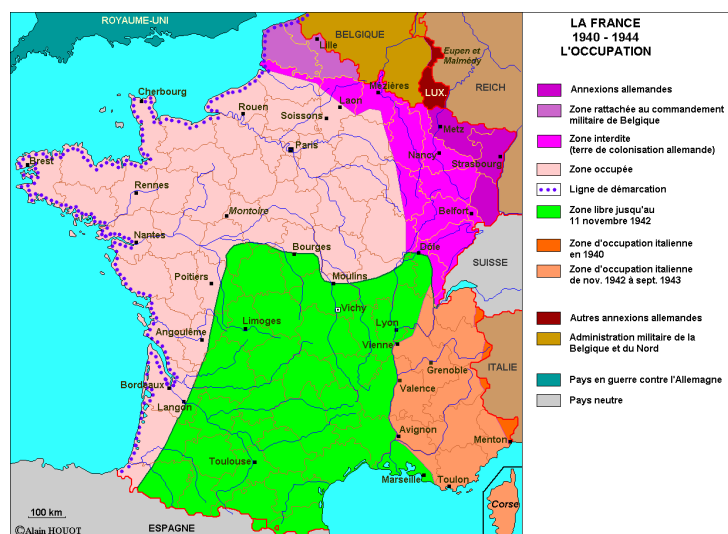 ROYAUME-UNI
BELGIQUE
Lille
Eupen et
Malmédy
REICH
LUX.
Mézières
Cherbourg
Rouen
Laon
Soissons
Metz
Paris
Nancy
Strasbourg
Brest
Rennes
Montoire
Belfort
Nantes
Bourges
Dôle
SUISSE
Poitiers
Moulins
Vichy
Limoges
Lyon
Angoulême
Vienne
Grenoble
ITALIE
Bordeaux
Valence
Langon
Avignon
Menton
Toulouse
Marseille
Toulon
Corse
100 km
ESPAGNE
©Alain HOUOT
LA FRANCE
1940 - 1944
L'OCCUPATION
Annexions allemandes
Zone rattachée au commandement
militaire de Belgique
Zone interdite
(terre de colonisation allemande)
Zone occupée
Ligne de démarcation
Zone libre jusqu'au
11 novembre 1942
Zone d'occupation italienne
en 1940
Zone d'occupation italienne
de nov. 1942 à sept. 1943
Autres annexions allemandes
Administration militaire de la
Belgique et du Nord
Pays en guerre contre l'Allemagne
Pays neutre